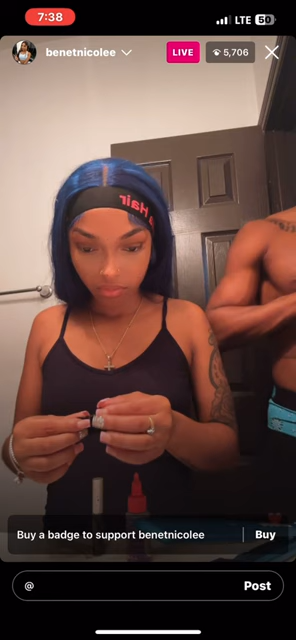 7:38
LTE 50
benetnicolee
LIVE
5,706
Hair
Buy a badge to support benetnicolee
Buy
@
Post